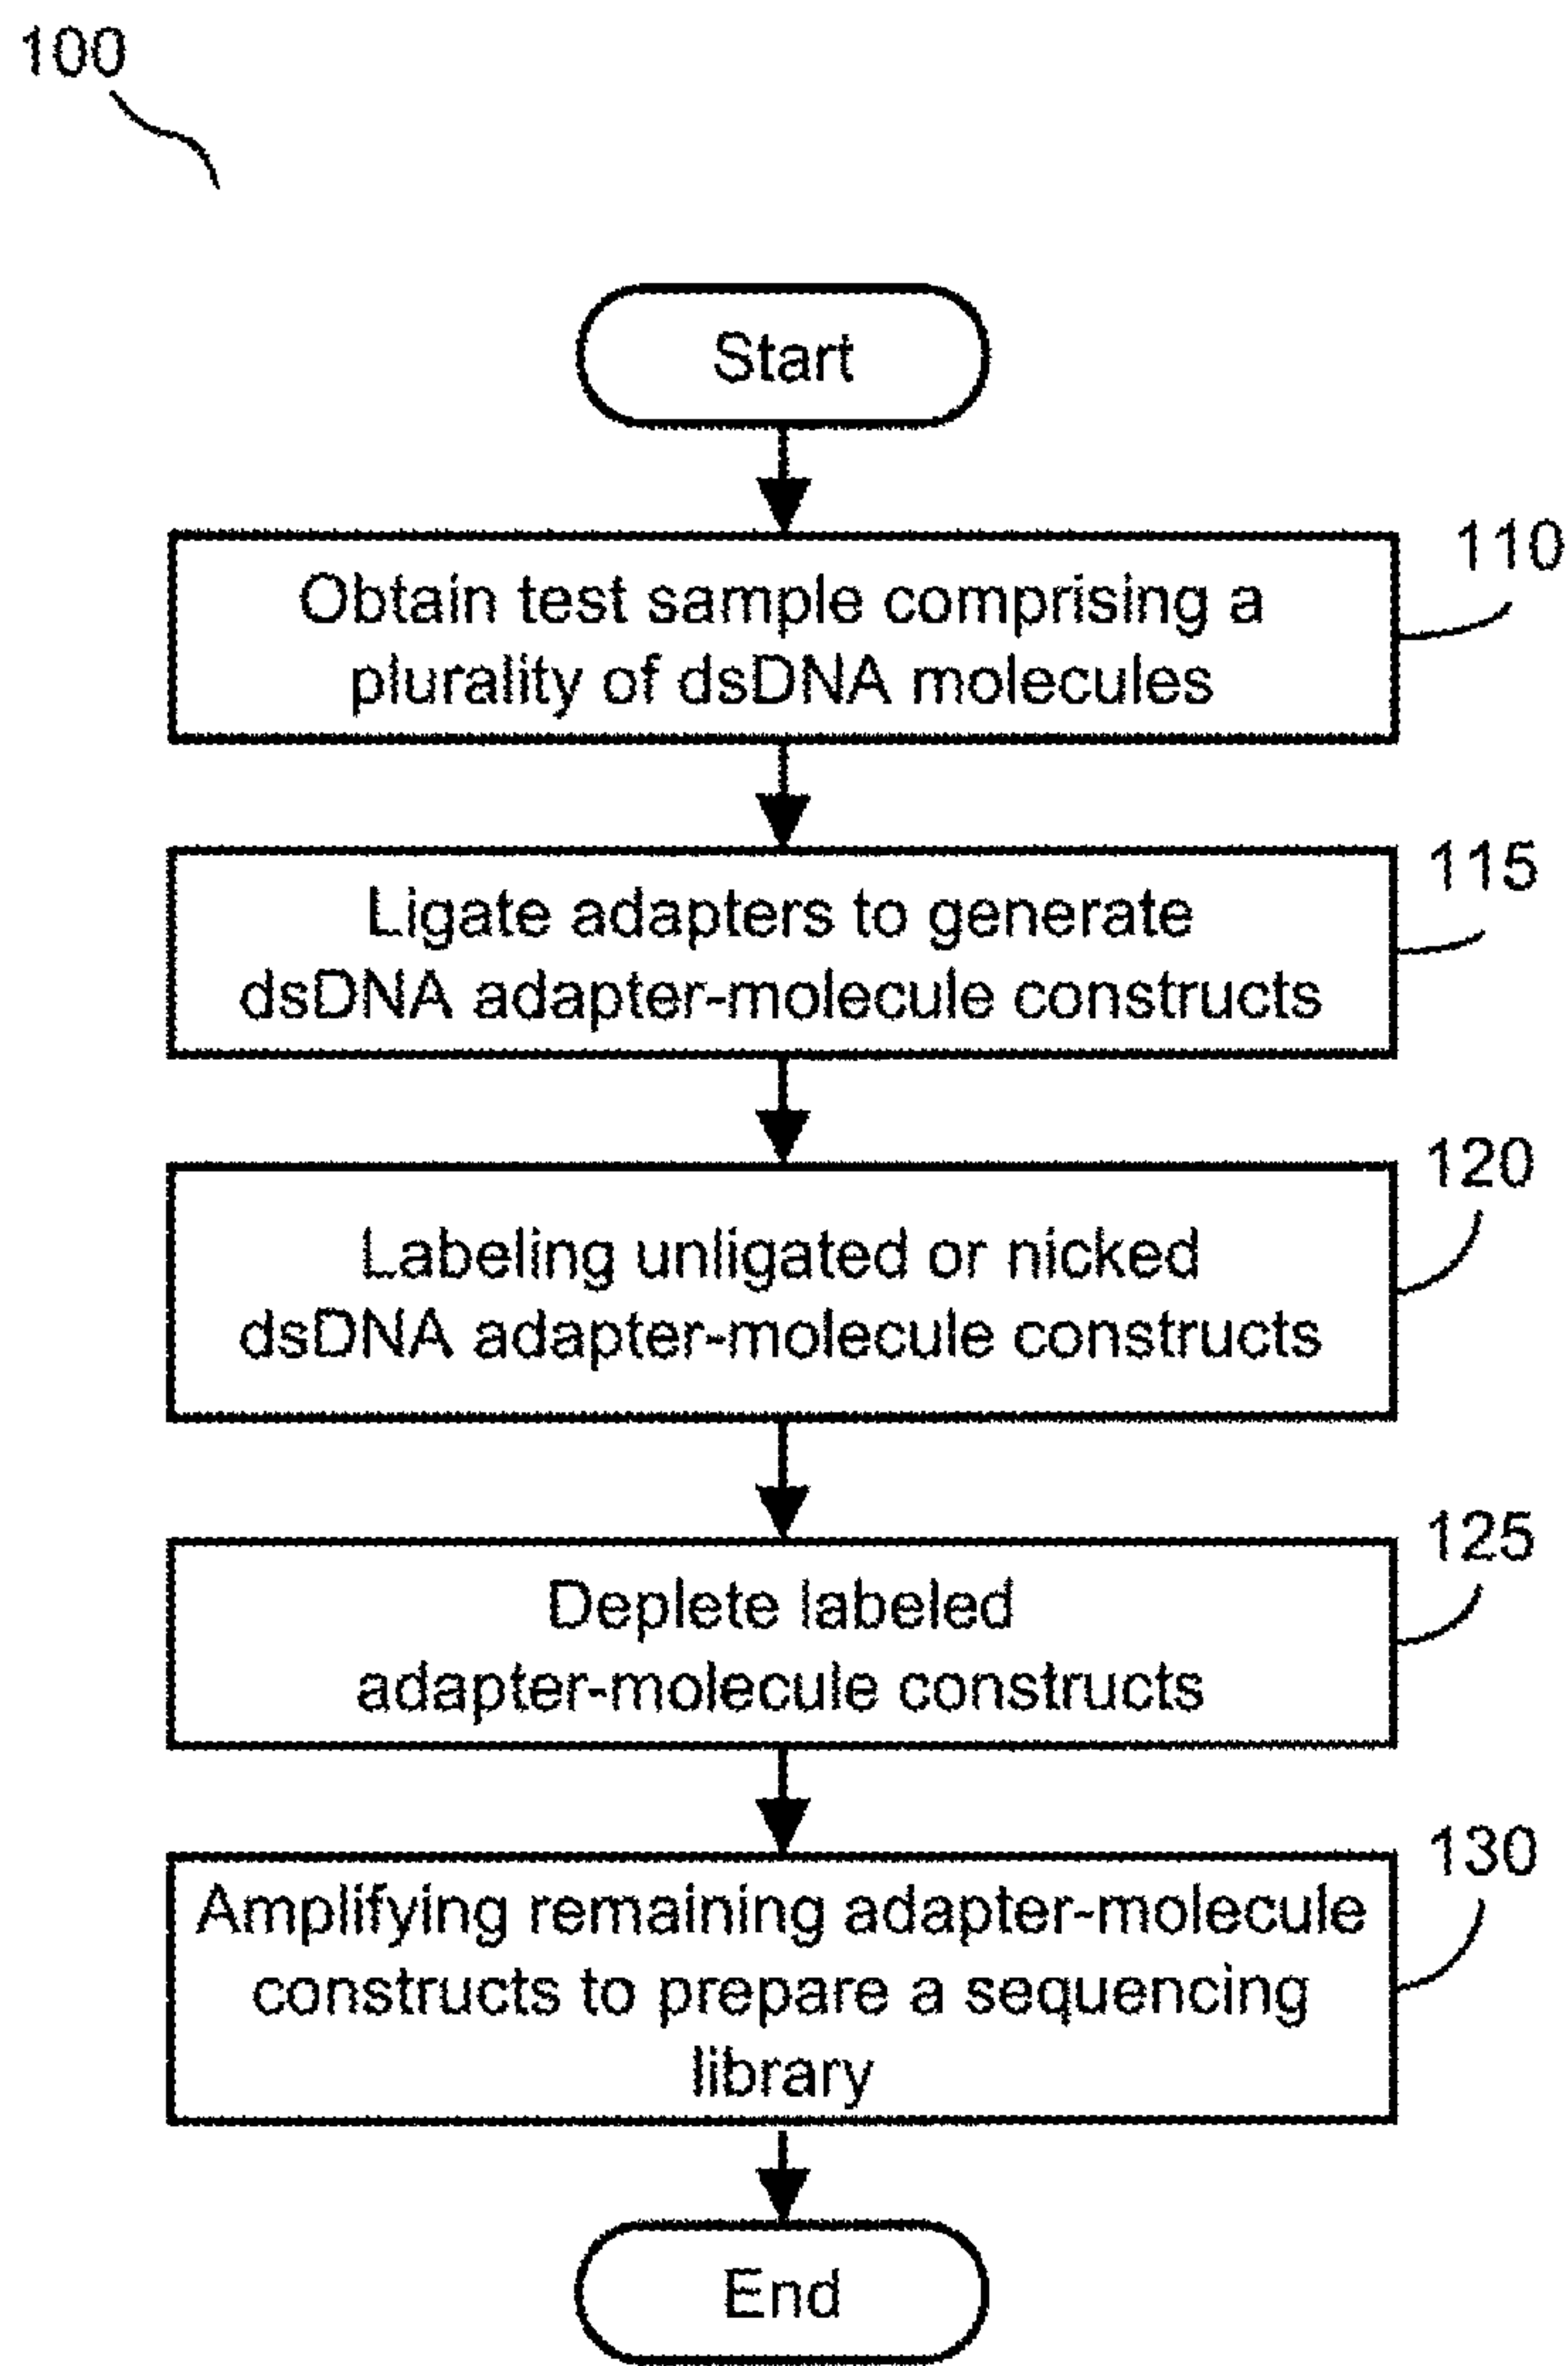 100
Start
110
Obtain test sample comprising a
plurality of dsDNA molecules
115
Ligate adapters to generate
dsDNA adapter-molecule constructs
120
Labeling unligated or nicked
dsDNA adapter-molecule constructs
125
Deplete labeled
adapter-molecule constructs
130
Amplifying remaining adapter-molecule
constructs to prepare a sequencing
library
End